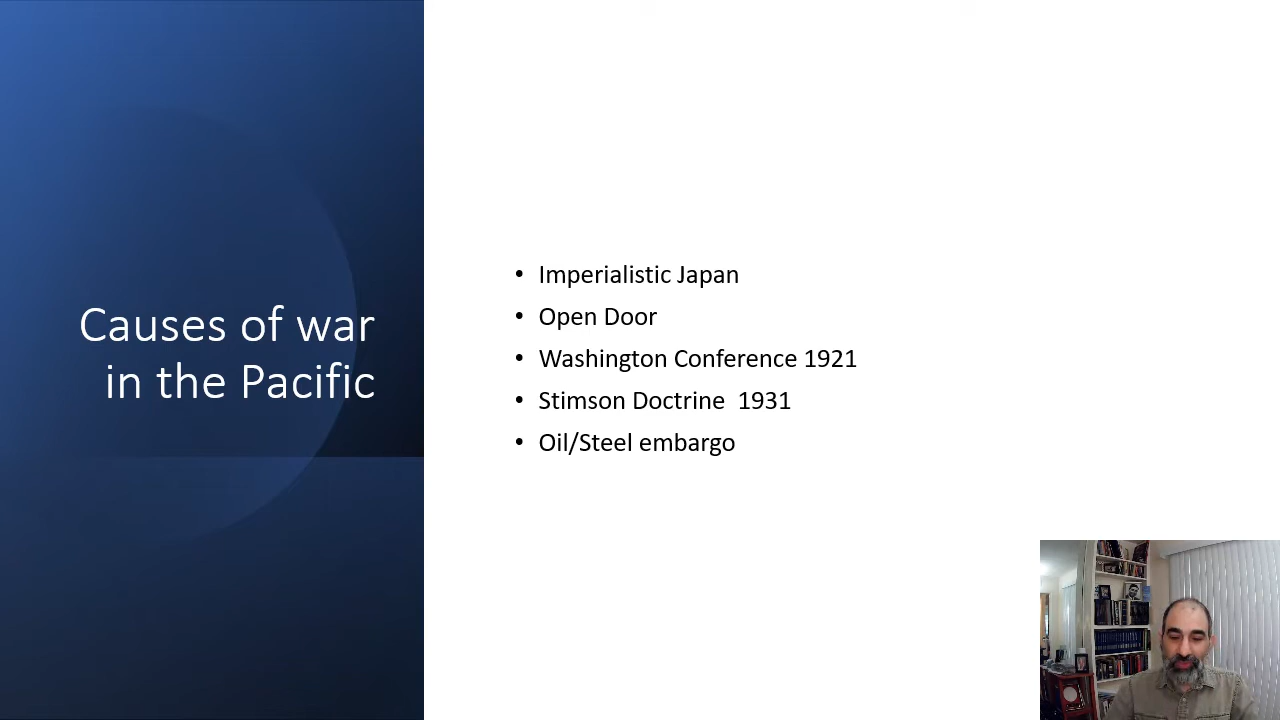 Causes of war
in the Pacific
• Imperialistic Japan
• Open Door
• Washington Conference 1921
• Stimson Doctrine  1931
• Oil/Steel embargo